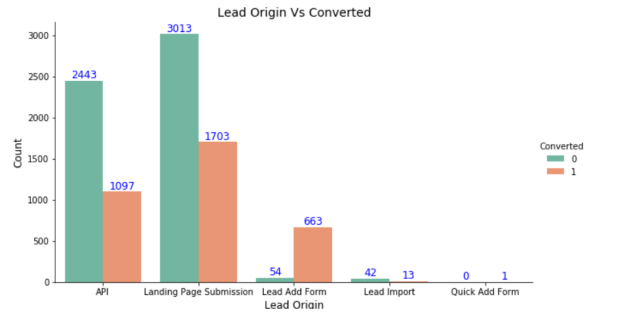 Lead Origin Vs Converted
3000
2500
2000
1500
1000
500
0
Count
2443
1097
3013
1703
54
663
42
13
0
1
API
Landing Page Submission
Lead Add Form
Lead Import
Quick Add Form
Lead Origin
Converted
0
1